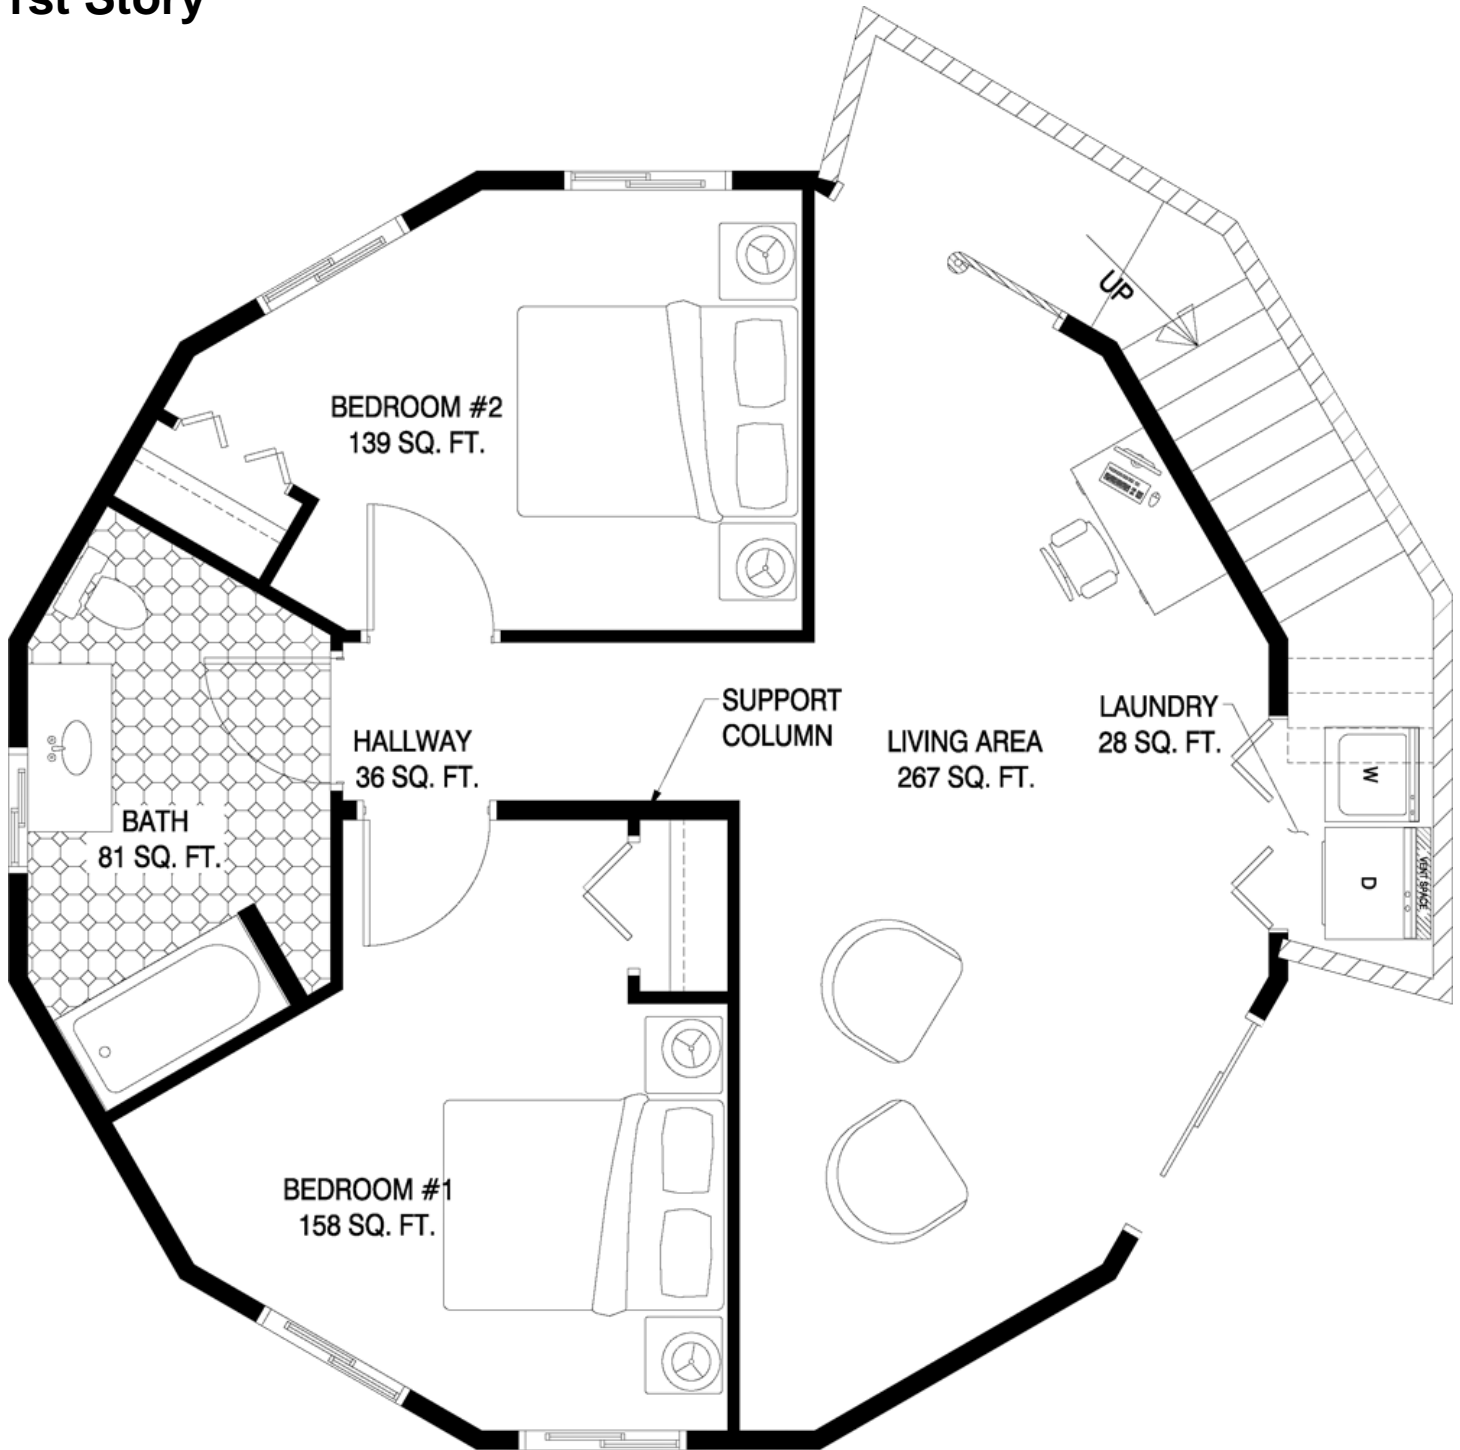 1st Story
UP
BEDROOM #2
139 SQ. FT.
SUPPORT
COLUMN
LAUNDRY
28 SQ. FT.
HALLWAY
36 SQ. FT.
LIVING AREA
267 SQ. FT.
W
BATH
81 SQ. FT.
D
VENT SPACE
BEDROOM #1
158 SQ. FT.